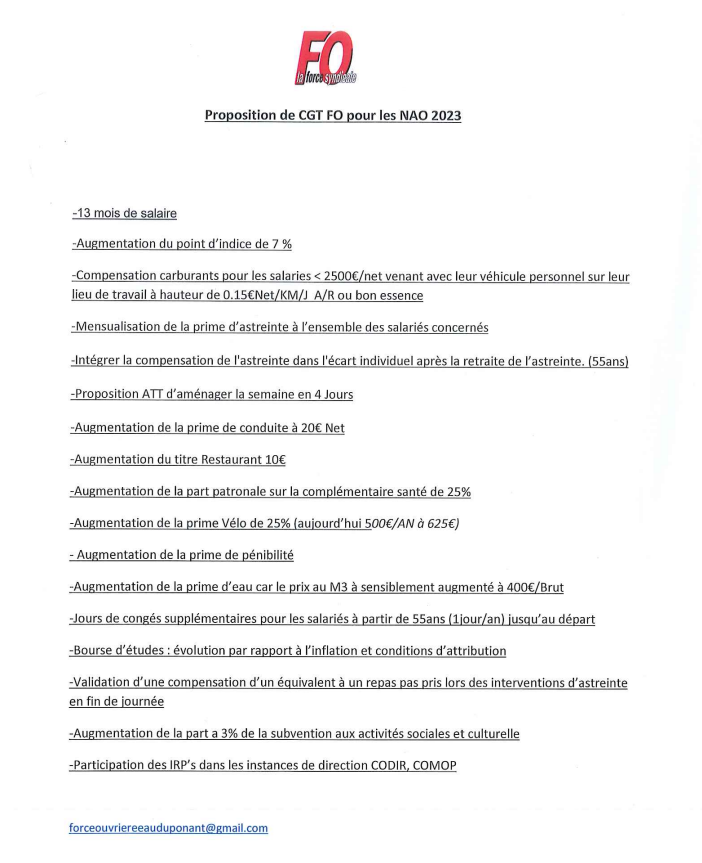 FO
la force syndicale
Proposition de CGT FO pour les NAO 2023
-13 mois de salaire
-Augmentation du point d'indice de 7 %
-Compensation carburants pour les salaries < 2500€/net venant avec leur véhicule personnel sur leur
lieu de travail à hauteur de 0.15€Net/KM/J A/R ou bon essence
-Mensualisation de la prime d'astreinte à l'ensemble des salariés concernés
-Intégrer la compensation de l'astreinte dans l'écart individuel après la retraite de l'astreinte. (55ans)
-Proposition ATT d'aménager la semaine en 4 Jours
-Augmentation de la prime de conduite à 20€ Net
-Augmentation du titre Restaurant 10€
-Augmentation de la part patronale sur la complémentaire santé de 25%
-Augmentation de la prime Vélo de 25% (aujourd'hui 500€/AN à 625€)
- Augmentation de la prime de pénibilité
-Augmentation de la prime d'eau car le prix au M3 à sensiblement augmenté à 400€/Brut
-Jours de congés supplémentaires pour les salariés à partir de 55ans (1jour/an) jusqu'au départ
-Bourse d'études : évolution par rapport à l'inflation et conditions d'attribution
-Validation d'une compensation d'un équivalent à un repas pas pris lors des interventions d'astreinte
en fin de journée
-Augmentation de la part a 3% de la subvention aux activités sociales et culturelle
-Participation des IRP's dans les instances de direction CODIR, COMOP
forceouvriereeauduponant@gmail.com